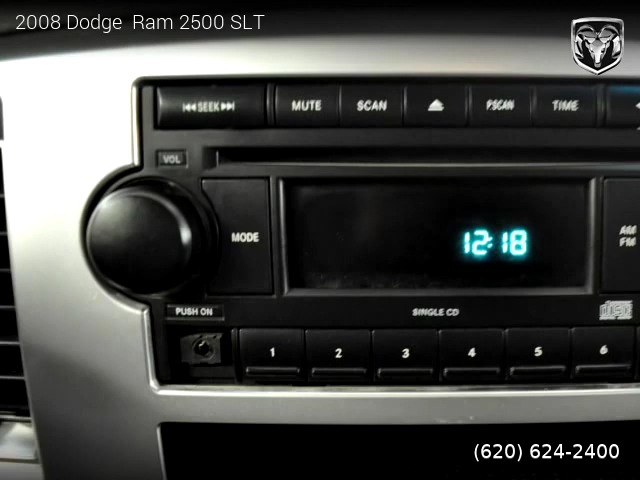 2008 Dodge Ram 2500 SLT
SEEK
MUTE
SCAN
PSCAN
TIME
VOL
MODE
12:18
AM
FM
PUSH ON
SINGLE CD
disc
1
2
3
4
5
6
(620) 624-2400